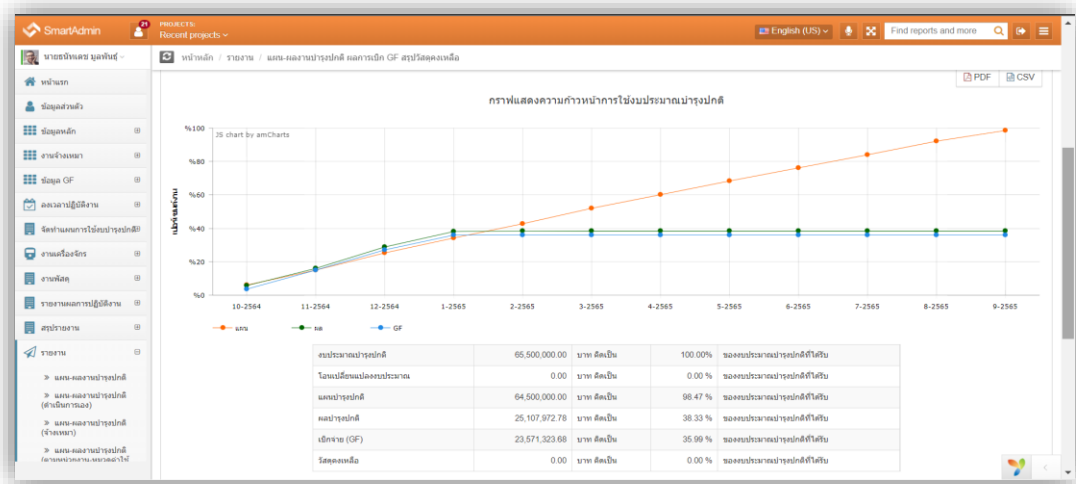 SmartAdmin
21
PROJECTS:
Recent projects
English (US)
Find reports and more
นายธนันเดช มูลพันธุ์
หน้าหลัก / รายงาน / แผน-ผลงานบำรุงปกติ ผลการเบิก GF สรุปวัสดุคงเหลือ
หน้าแรก
ข้อมูลส่วนตัว
ข้อมูลหลัก
งานจ้างเหมา
ข้อมูล GF
ลงเวลาปฏิบัติงาน
จัดทำแผนการใช้งบบำรุงปกติ
งานเครื่องจักร
งานพัสดุ
รายงานผลการปฏิบัติงาน
สรุปรายงาน
รายงาน
» แผน-ผลงานบำรุงปกติ
» แผน-ผลงานบำรุงปกติ
(ดำเนินการเอง)
» แผน-ผลงานบำรุงปกติ
(จ้างเหมา)
» แผน-ผลงานบำรุงปกติ
PDF CSV
กราฟแสดงความก้าวหน้าการใช้งบประมาณบำรุงปกติ
JS chart by amCharts
เปอร์เซนต์งาน
%100
%80
%60
%40
%20
%0
10-2564 11-2564 12-2564 1-2565 2-2565 3-2565 4-2565 5-2565 6-2565 7-2565 8-2565 9-2565
แผน ผล GF
งบประมาณบำรุงปกติ 65,500,000.00 บาท คิดเป็น 100.00% ของงบประมาณบำรุงปกติที่ได้รับ
โอนเปลี่ยนแปลงงบประมาณ 0.00 บาท คิดเป็น 0.00 % ของงบประมาณบำรุงปกติที่ได้รับ
แผนบำรุงปกติ 64,500,000.00 บาท คิดเป็น 98.47 % ของงบประมาณบำรุงปกติที่ได้รับ
ผลบำรุงปกติ 25,107,972.78 บาท คิดเป็น 38.33 % ของงบประมาณบำรุงปกติที่ได้รับ
เบิกจ่าย (GF) 23,571,323.68 บาท คิดเป็น 35.99 % ของงบประมาณบำรุงปกติที่ได้รับ
วัสดุคงเหลือ 0.00 บาท คิดเป็น 0.00 % ของงบประมาณบำรุงปกติที่ได้รับ